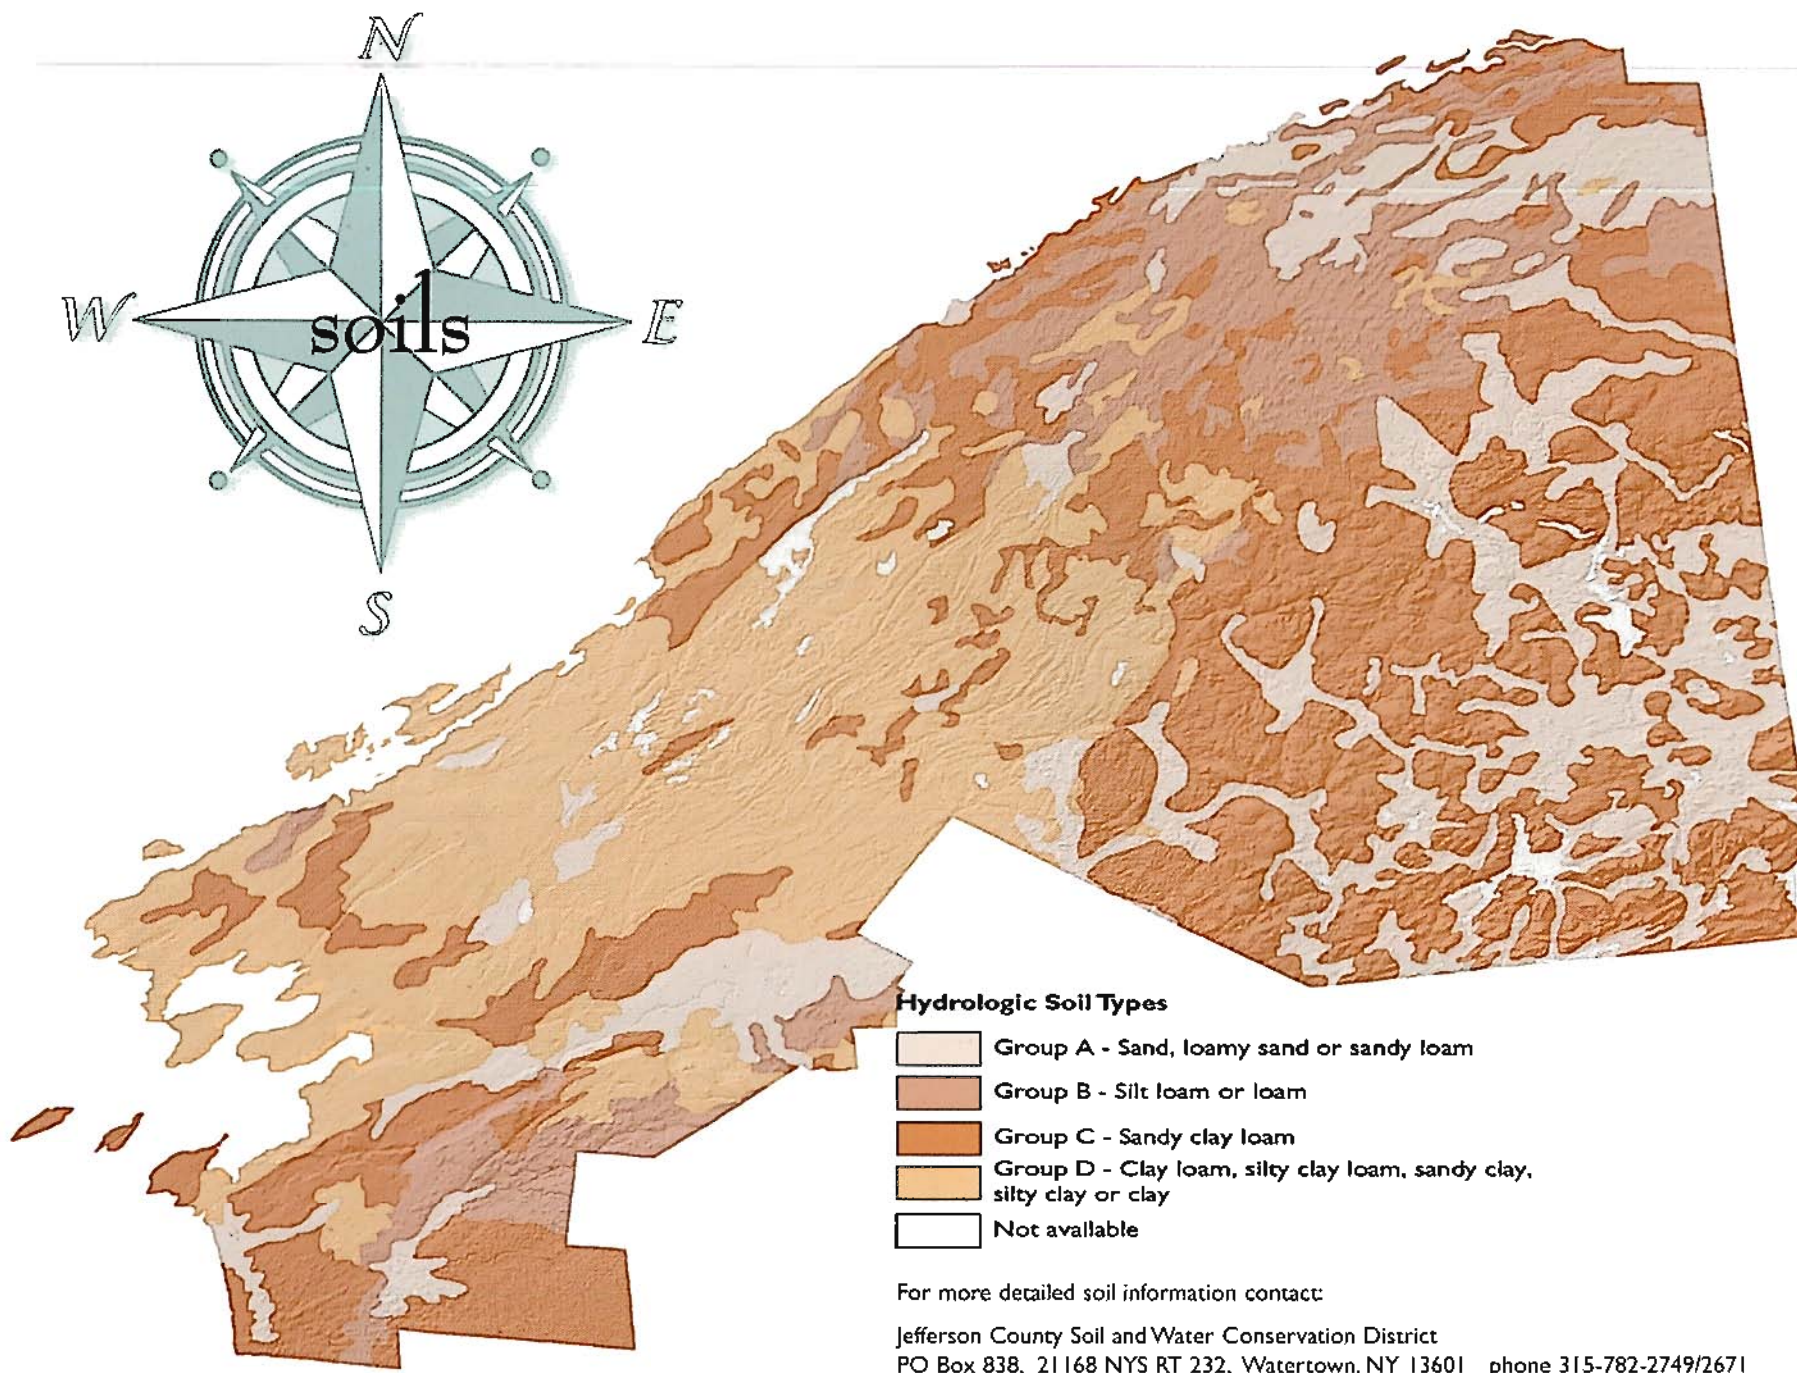 N
W
soils
E
S
Hydrologic Soil Types
Group A - Sand, loamy sand or sandy loam
Group B - Silt loam or loam
Group C - Sandy clay loam
Group D - Clay loam, silty clay loam, sandy clay,
silty clay or clay
Not available
For more detailed soil information contact:
Jefferson County Soil and Water Conservation District
PO Box 838, 21168 NYS RT 232, Watertown, NY 13601 phone 315-782-2749/2671